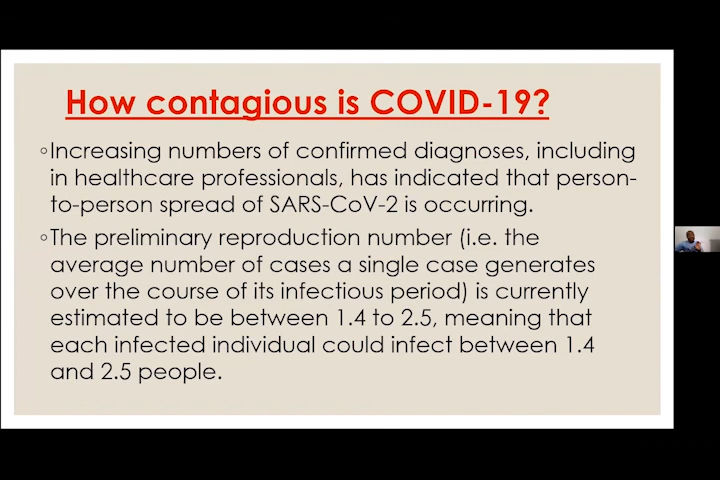 How contagious is COVID-19?
◦Increasing numbers of confirmed diagnoses, including
in healthcare professionals, has indicated that person-
to-person spread of SARS-CoV-2 is occurring.
◦The preliminary reproduction number (i.e. the
average number of cases a single case generates
over the course of its infectious period) is currently
estimated to be between 1.4 to 2.5, meaning that
each infected individual could infect between 1.4
and 2.5 people.